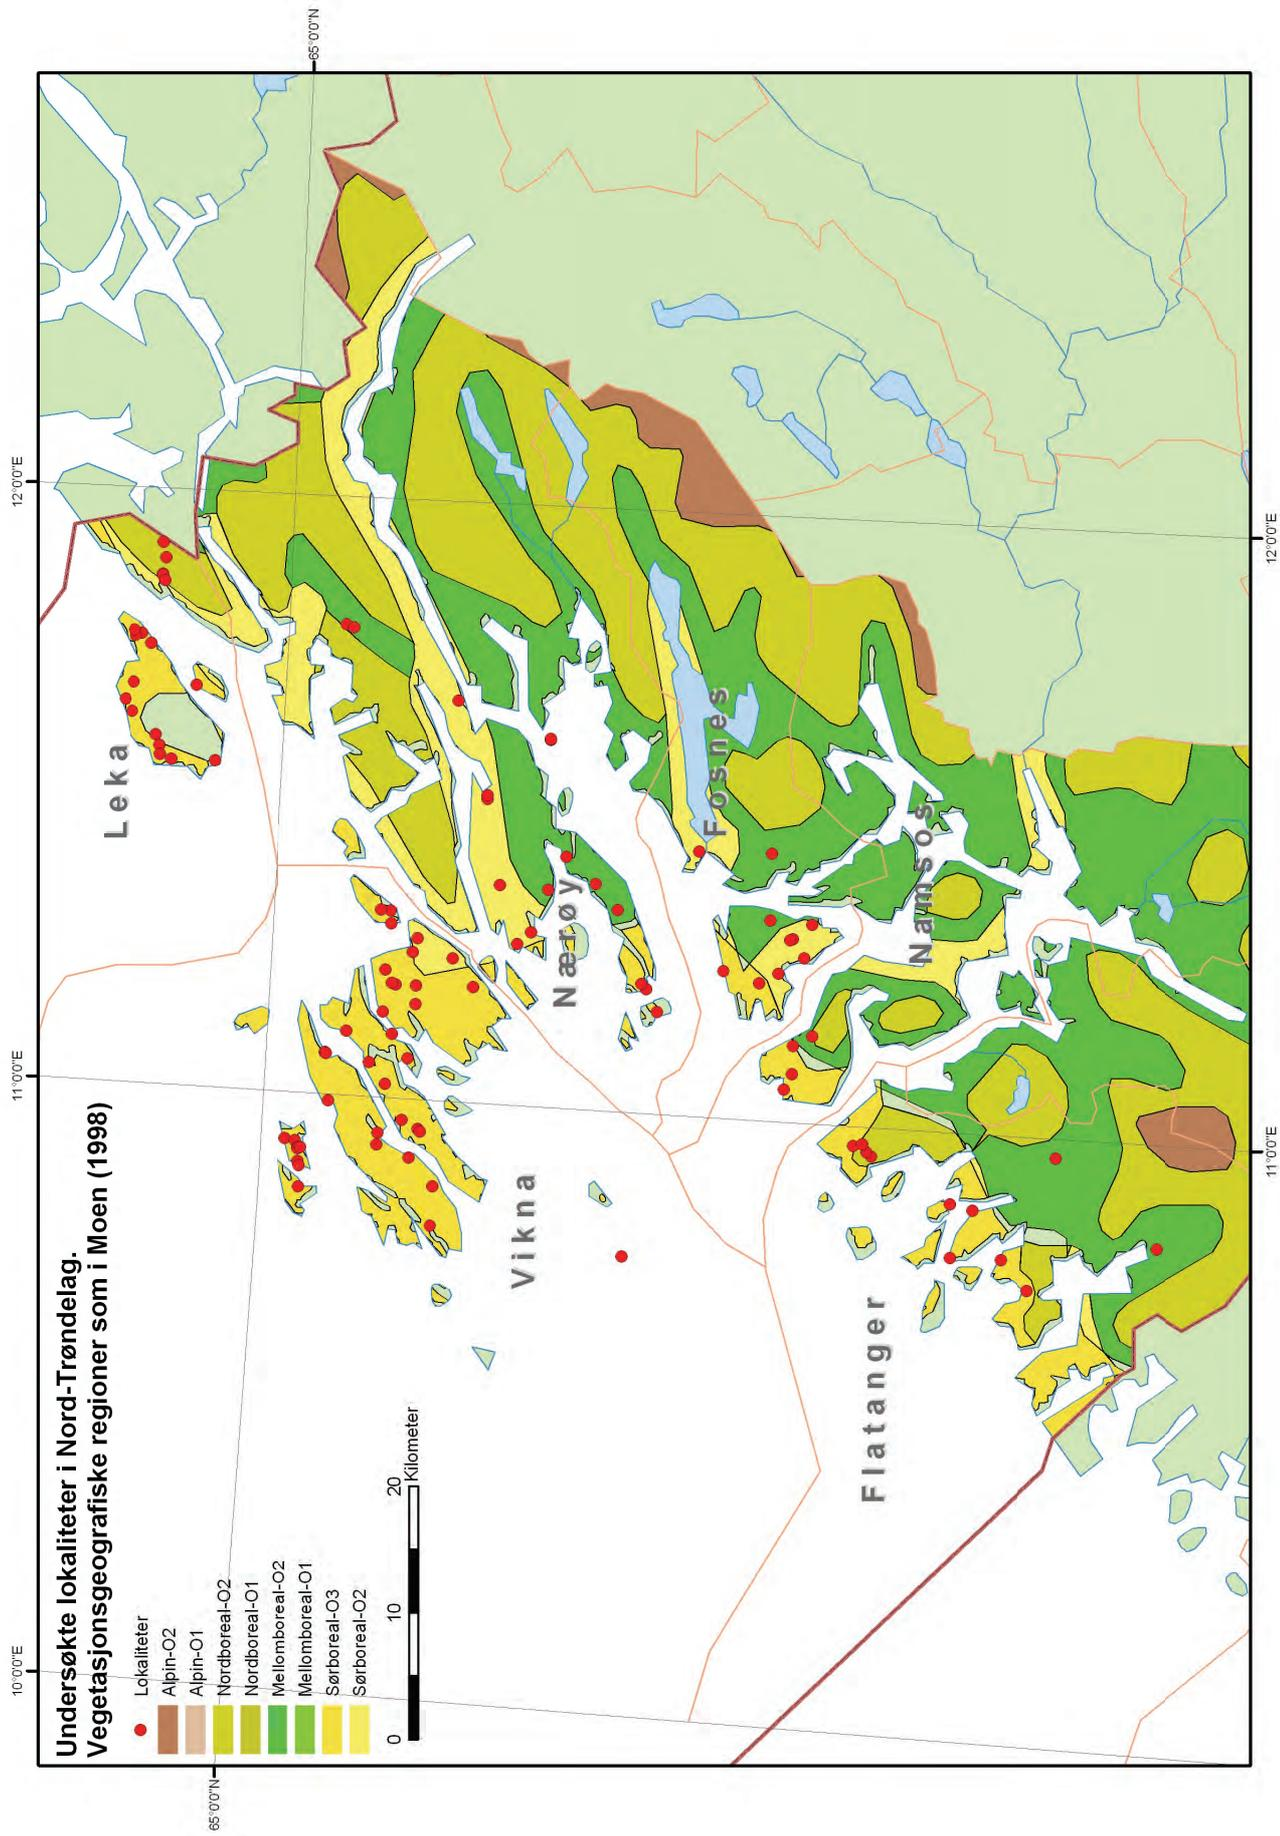 Undersøkte lokaliteter i Nord-Trøndelag.
Vegetasjonsgeografiske regioner som i Moen (1998)
Lokaliteter
Alpin-O2
Alpin-O1
Nordboreal-O2
Nordboreal-O1
Mellomboreal-O2
Mellomboreal-O1
Sørboreal-O3
Sørboreal-O2
0
10
20
Kilometer
10°0'0"E
11°0'0"E
12°0'0"E
65°0'0"N
65°0'0"N
11°0'0"E
12°0'0"E
Leka
Vikna
Nærøy
Fosnes
Flatanger
Namsos